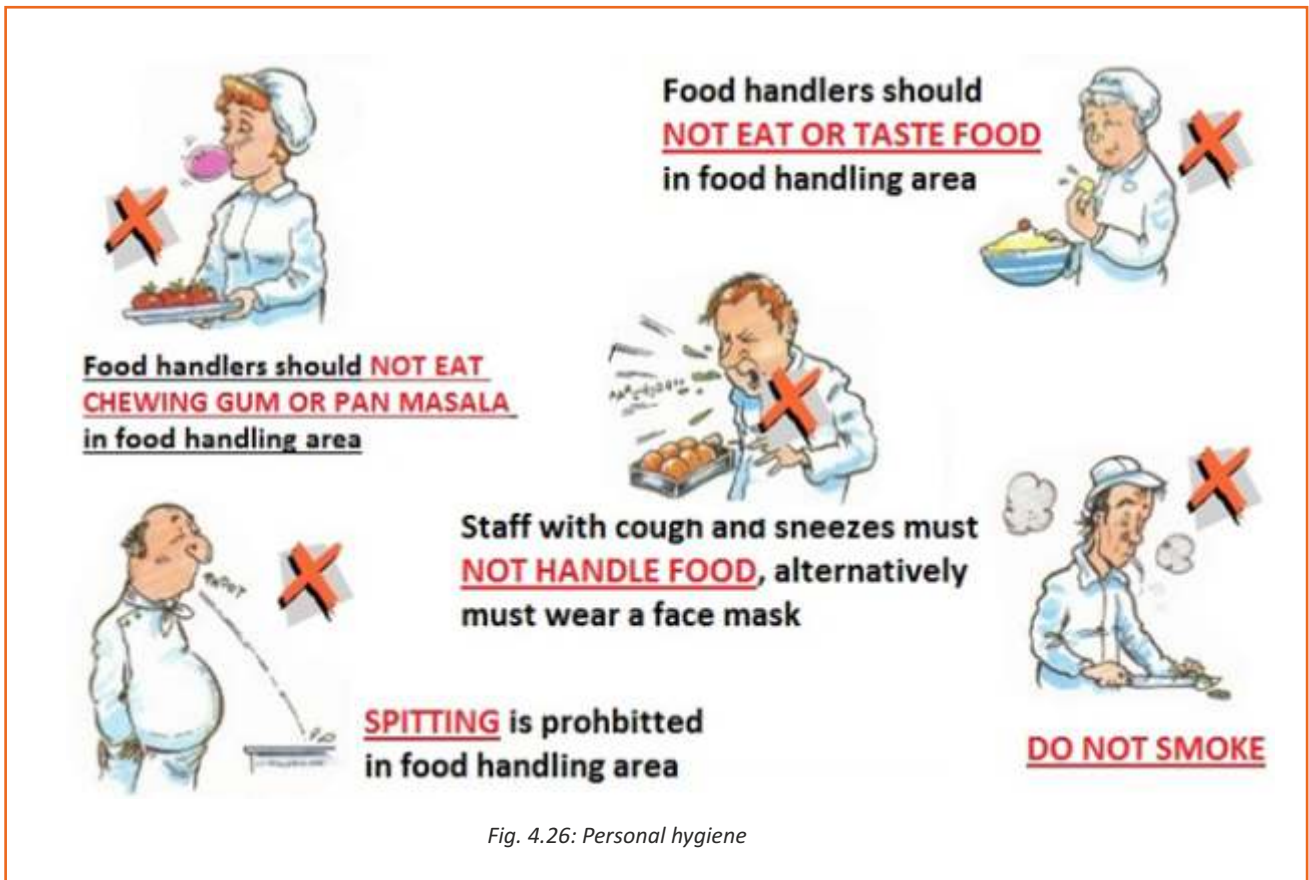 Food handlers should
NOT EAT OR TASTE FOOD
in food handling area
Food handlers should NOT EAT
CHEWING GUM OR PAN MASALA
in food handling area
Staff with cough and sneezes must
NOT HANDLE FOOD, alternatively
must wear a face mask
SPITTING is prohbitted
in food handling area
DO NOT SMOKE
Fig. 4.26: Personal hygiene